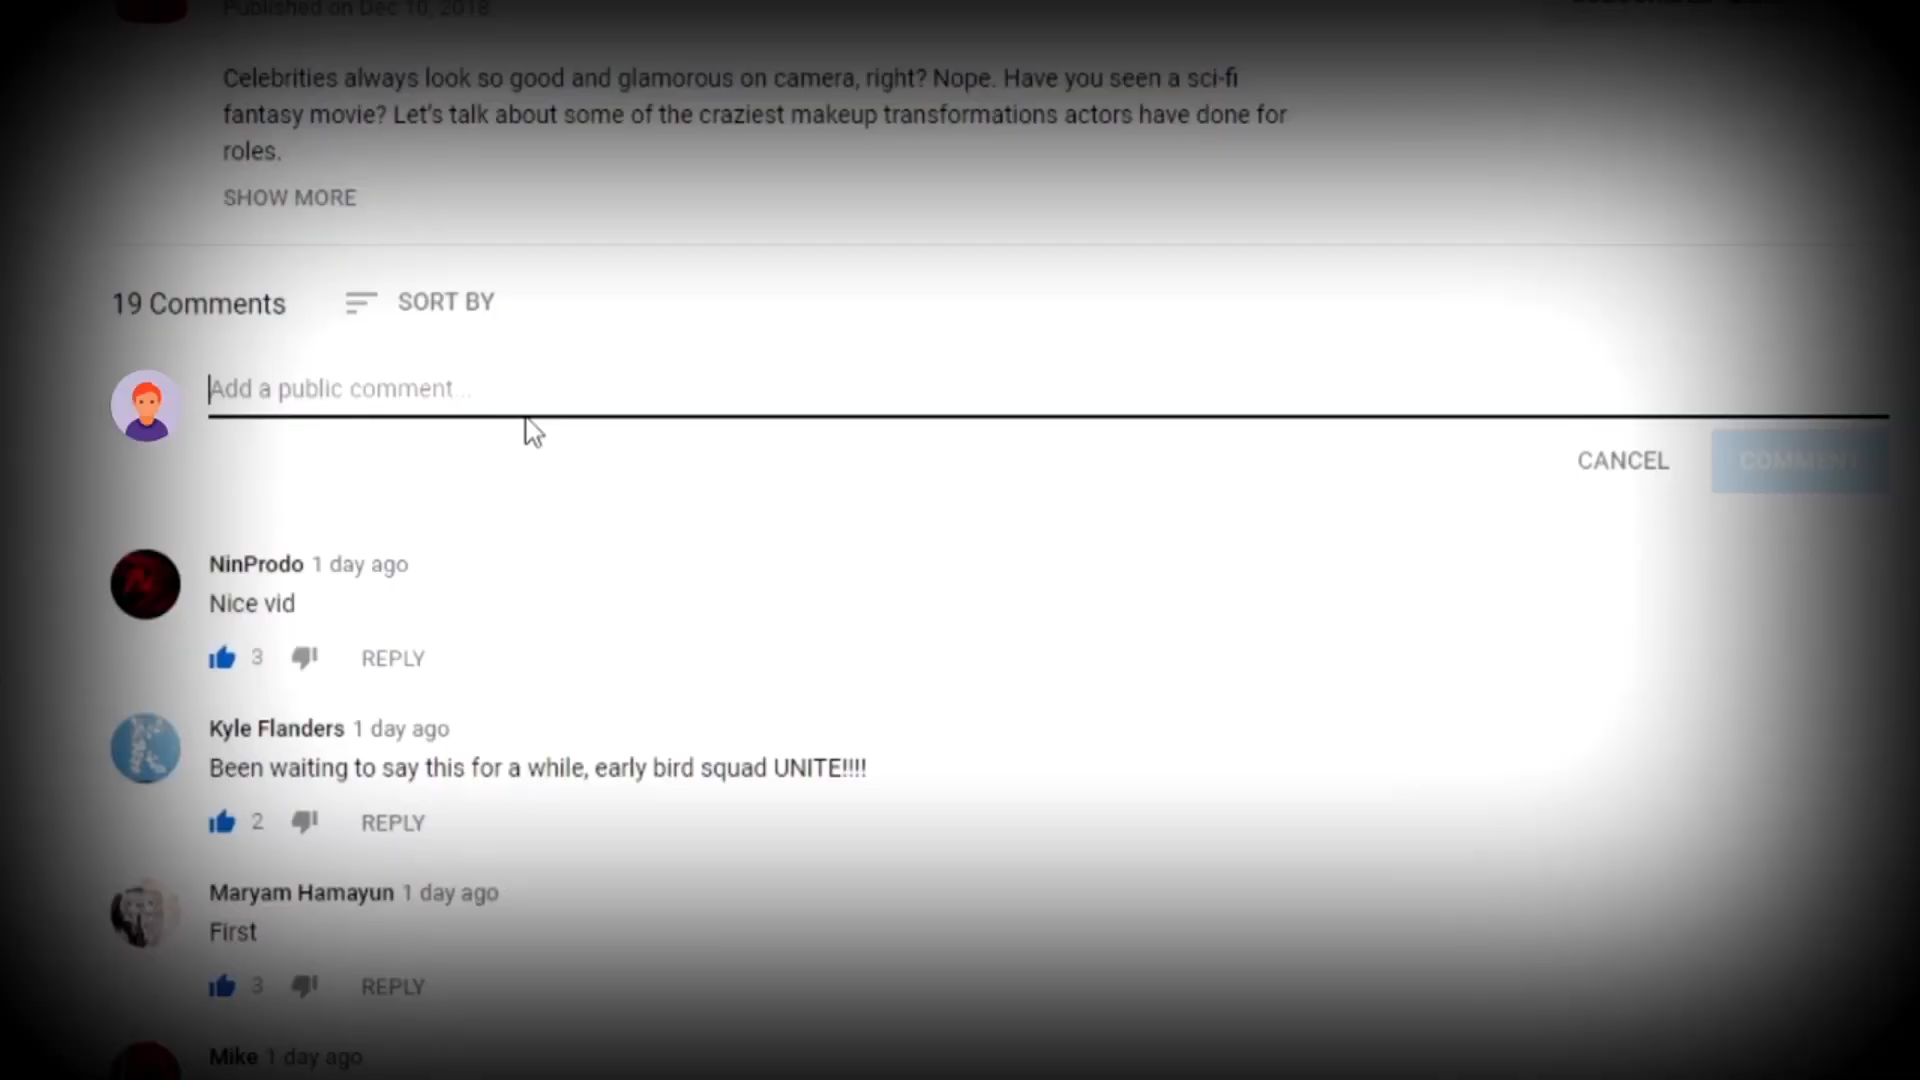 Published on Dec 10, 2018
Celebrities always look so good and glamorous on camera, right? Nope. Have you seen a sci-fi
fantasy movie? Let's talk about some of the craziest makeup transformations actors have done for
roles.
SHOW MORE
19 Comments SORT BY
Add a public comment...
CANCEL COMMENT
NinProdo 1 day ago
Nice vid
3 REPLY
Kyle Flanders 1 day ago
Been waiting to say this for a while, early bird squad UNITE!!!!
2 REPLY
Maryam Hamayun 1 day ago
First
3 REPLY
Mike 1 day ago